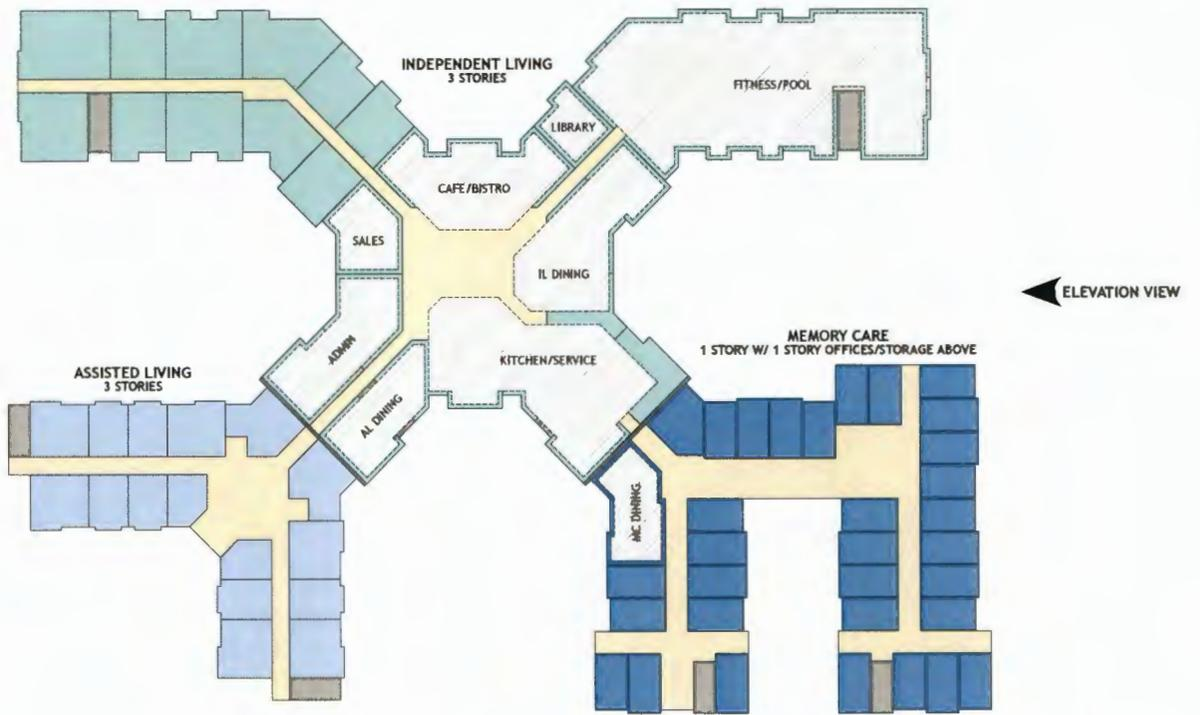 INDEPENDENT LIVING
3 STORIES
FITNESS/POOL
LIBRARY
CAFE/BISTRO
SALES
IL DINING
ELEVATION VIEW
ADMIN
KITCHEN/SERVICE
MEMORY CARE
1 STORY W/ 1 STORY OFFICES/STORAGE ABOVE
ASSISTED LIVING
3 STORIES
AL DINING
MC DINING